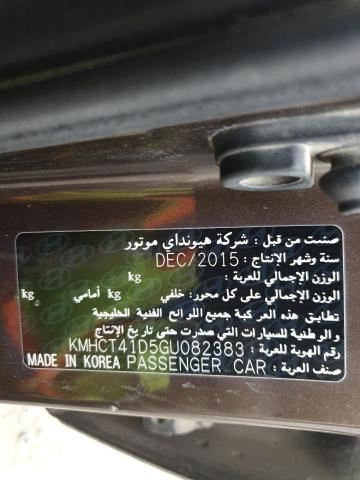 صنعت من قبل : شركة هيونداي موتور
سنة وشهر الإنتاج : DEC/2015
الوزن الإجمالي للعربة : kg
الوزن الإجمالي على كل محور: خلفي kg أمامي kg
تطابق هذه العركبة جميع اللوائح الفنية الخليجية
والوطنية للسيارات التي صدرت حتى تاريخ الإنتاج
رقم الهوية للعربة : KMHCT41D5GU082383
صنف العربة : PASSENGER CAR MADE IN KOREA